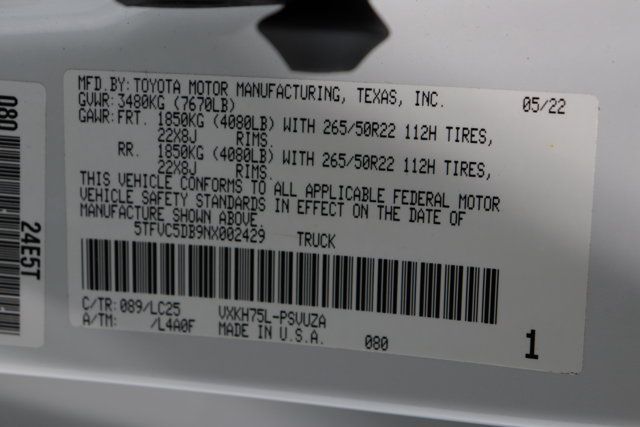 MFD.BY:TOYOTA MOTOR MANUFACTURING, TEXAS, INC. 05/22
GVWR: 3480KG (7670LB)
GAWR: FRT. 1850KG (4080LB) WITH 265/50R22 112H TIRES,
22X8J RIMS.
RR. 1850KG (4080LB) WITH 265/50R22 112H TIRES,
22X8J RIMS.
THIS VEHICLE CONFORMS TO ALL APPLICABLE FEDERAL MOTOR
VEHICLE SAFETY STANDARDS IN EFFECT ON THE DATE OF
MANUFACTURE SHOWN ABOVE.
5TFVC5DB9NX002429 TRUCK
C/TR: 089/LC25 VXKH75L-PSVUZA
A/TM: /L4A0F MADE IN U.S.A. 080 1
080
24E5T